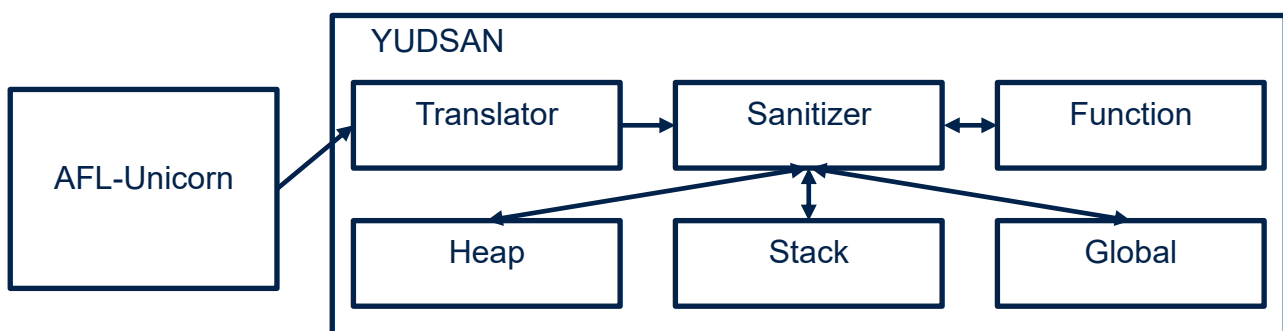 YUDSAN
Translator
Sanitizer
Function
AFL-Unicorn
Heap
Stack
Global